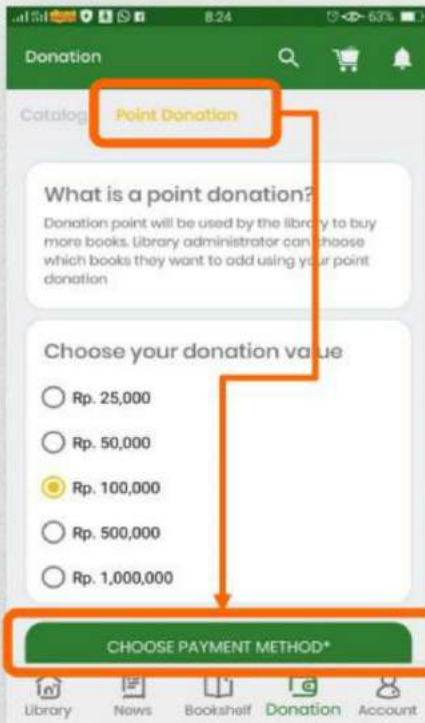 8:24
63%
Donation
Catalog Point Donation
What is a point donation?
Donation point will be used by the library to buy
more books. Library administrator can choose
which books they want to add using your point
donation
Choose your donation value
Rp. 25,000
Rp. 50,000
Rp. 100,000
Rp. 500,000
Rp. 1,000,000
CHOOSE PAYMENT METHOD*
Library News Bookshelf Donation Account